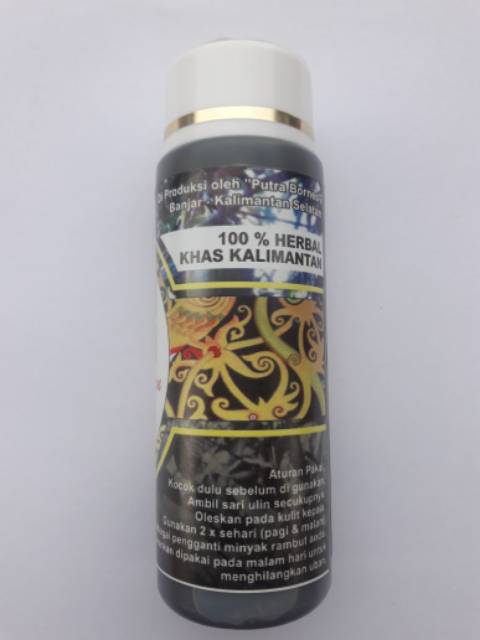 Di Produksi oleh "Putra Borneo"
Banjar - Kalimantan Selatan
100 % HERBAL
KHAS KALIMANTAN
Aturan Pakai
Kocok dulu sebelum di gunakan
Ambil sari ulin secukupnya
Oleskan pada kulit kepala
Gunakan 2 x sehari (pagi & malam)
pengganti minyak rambut anda
dipakai pada malam hari untuk
menghilangkan uban